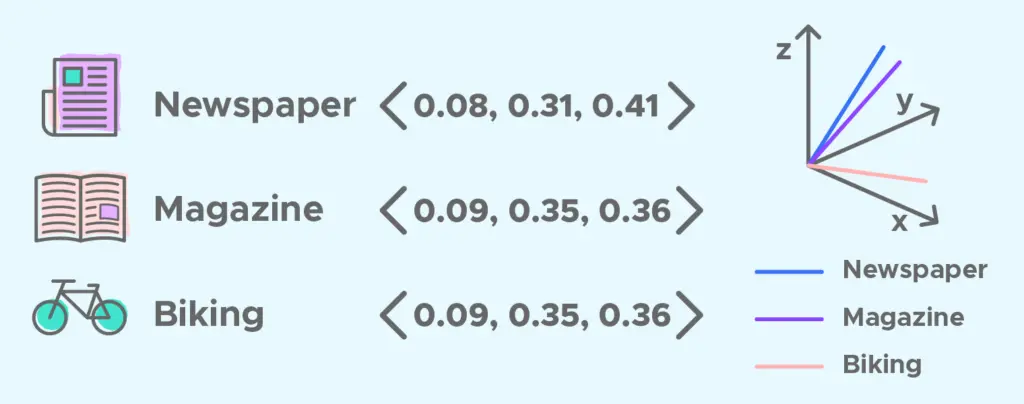 Newspaper < 0.08, 0.31, 0.41 >
Magazine < 0.09, 0.35, 0.36 >
Biking < 0.09, 0.35, 0.36 >
z
y
x
Newspaper
Magazine
Biking